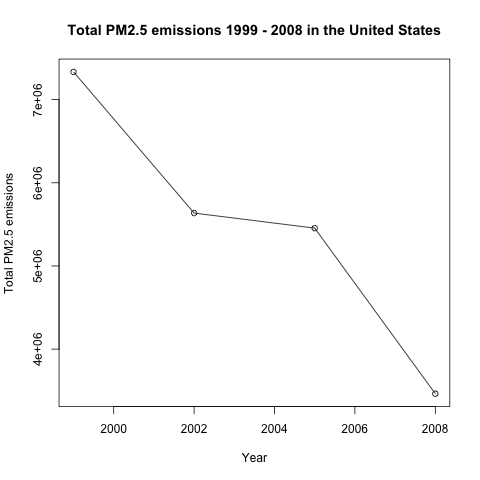 Total PM2.5 emissions 1999 - 2008 in the United States
Total PM2.5 emissions
7e+06
6e+06
5e+06
4e+06
2000 2002 2004 2006 2008
Year